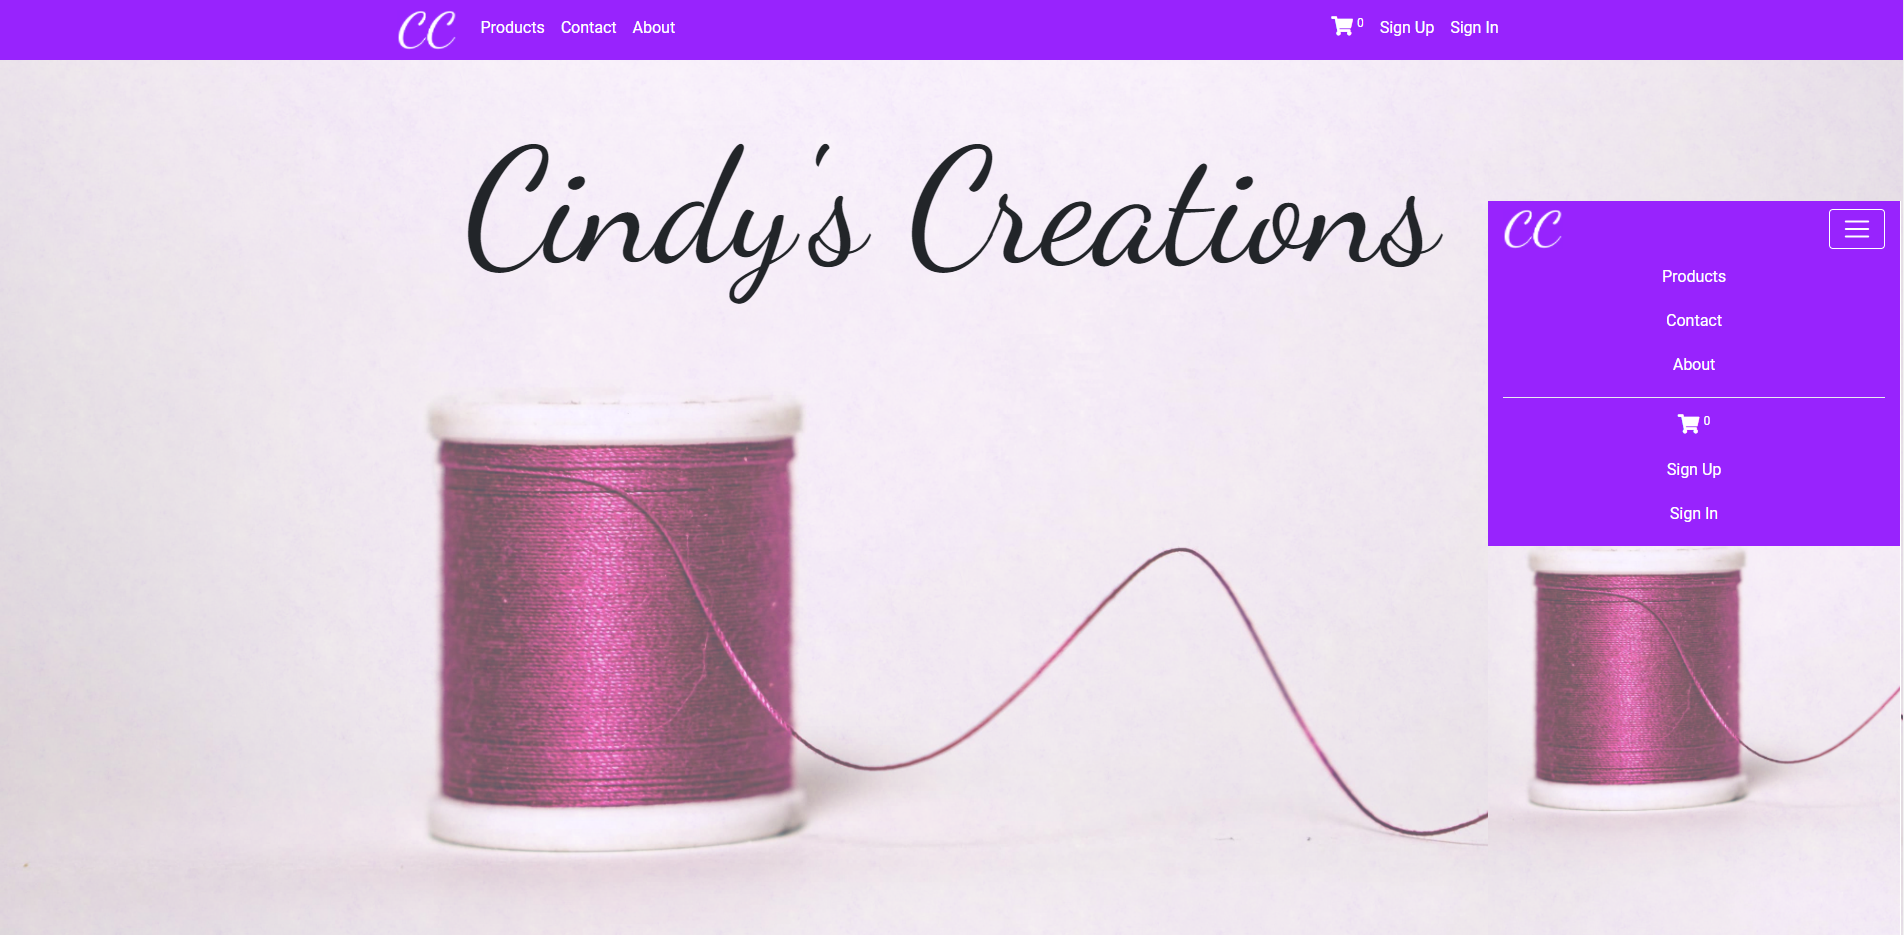 CC Products Contact About 0 Sign Up Sign In
Cindy's Creations
CC
Products
Contact
About
0
Sign Up
Sign In